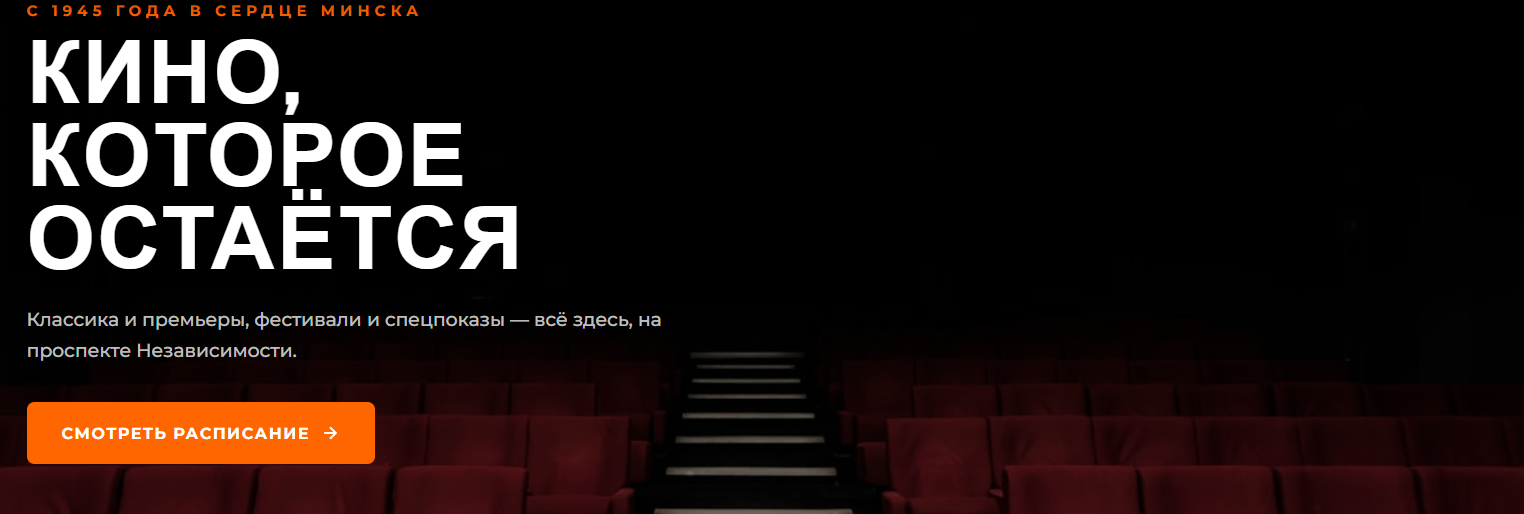 С 1945 ГОДА В СЕРДЦЕ МИНСКА
КИНО,
КОТОРОЕ
ОСТАЁТСЯ
Классика и премьеры, фестивали и спецпоказы — всё здесь, на
проспекте Независимости.
СМОТРЕТЬ РАСПИСАНИЕ →